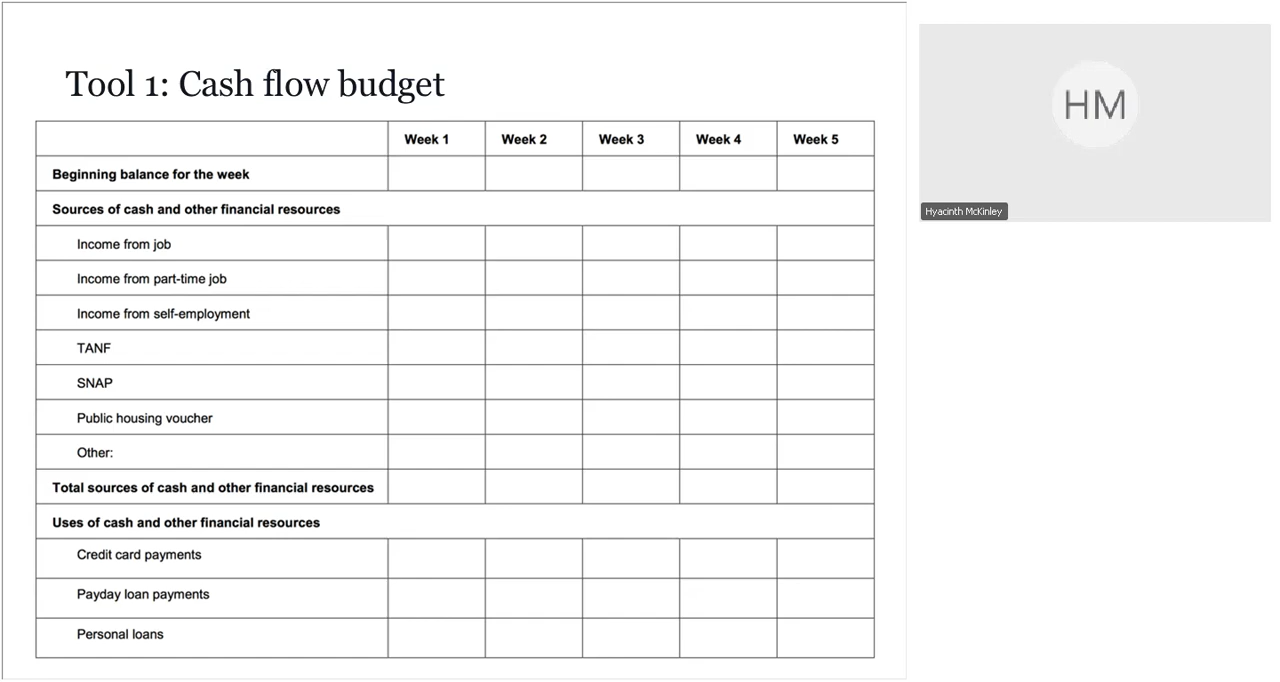 Tool 1: Cash flow budget
Week 1 Week 2 Week 3 Week 4 Week 5
Beginning balance for the week
Sources of cash and other financial resources
Income from job
Income from part-time job
Income from self-employment
TANF
SNAP
Public housing voucher
Other:
Total sources of cash and other financial resources
Uses of cash and other financial resources
Credit card payments
Payday loan payments
Personal loans
HM
Hyacinth McKinley